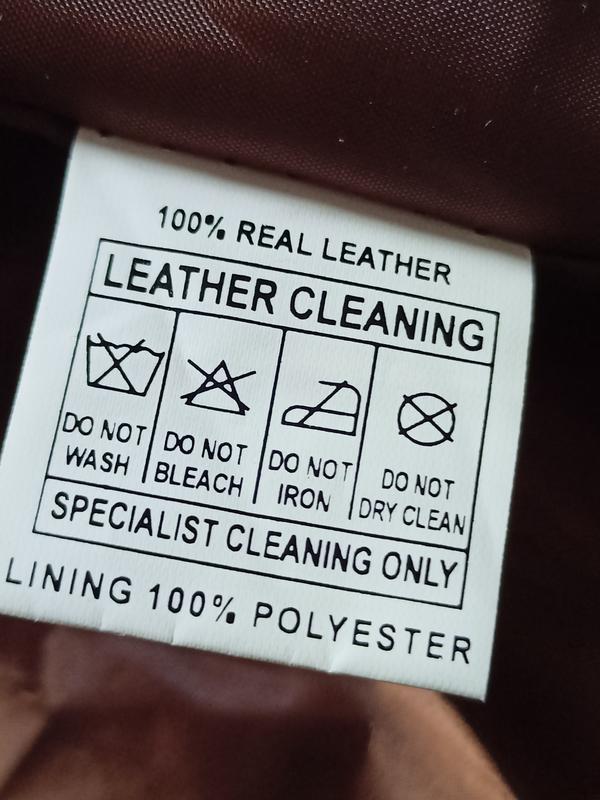 100% REAL LEATHER
LEATHER CLEANING
DO NOT WASH
DO NOT BLEACH
DO NOT IRON
DO NOT DRY CLEAN
SPECIALIST CLEANING ONLY
LINING 100% POLYESTER